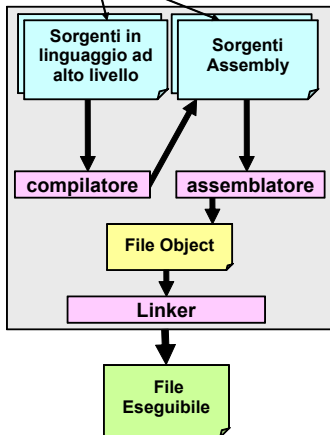 Sorgenti in
linguaggio ad
alto livello
Sorgenti
Assembly
compilatore
assemblatore
File Object
Linker
File
Eseguibile